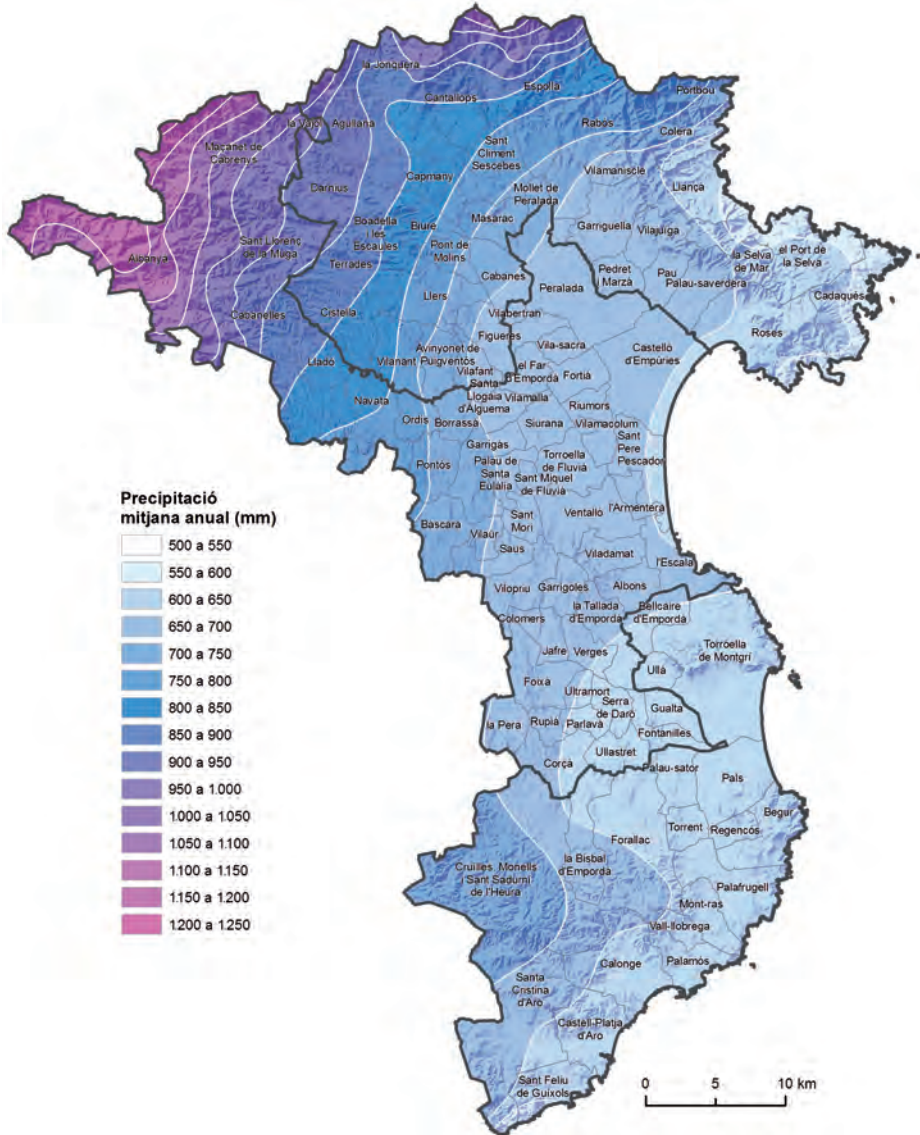 la Jonquera
Espolla
Portbou
Cantallops
la Vajol
Agullana
Rabós
Colera
Maçanet de
Cabrenys
Sant
Climent
Sescebes
Vilamaniscle
Llançà
Darnius
Capmany
Mollet de
Peralada
Masarac
Garriguella
Vilajuïga
Boadella
i les
Escaules
Biure
Sant Llorenç
de la Muga
Pont de
Molins
la Selva
de Mar
el Port de
la Selva
Albanyà
Terrades
Cabanes
Peralada
Pedret
i Marzà
Pau
Palau-saverdera
Cadaqués
Llers
Cabanelles
Cistella
Vilabertran
Figueres
Roses
Vila-sacra
Castelló
d'Empúries
Lladó
Vilanant
Avinyonet de
Puigventós
el Far
d'Empordà
Fortià
Vilafant
Santa
Llogaia
d'Àlguema
Vilamalla
Navata
Riumors
Ordis
Borrassà
Siurana
Vilamacolum
Sant
Pere
Pescador
Garrigàs
Pontós
Palau de
Santa
Eulàlia
Torroella
de Fluvià
Sant Miquel
de Fluvià
Bàscara
Sant
Mori
Ventalló
l'Armentera
Vilaür
Saus
Viladamat
l'Escala
Vilopriu
Garrigoles
Albons
Colomers
la Tallada
d'Empordà
Bellcaire
d'Empordà
Torroella
de Montgrí
Jafre
Verges
Ullà
Foixà
Ultramort
Serra
de Daró
Gualta
la Pera
Rupià
Parlavà
Fontanilles
Ullastret
Corçà
Palau-sator
Pals
Begur
Forallac
Torrent
Regencós
la Bisbal
d'Empordà
Cruïlles, Monells
i Sant Sadurní
de l'Heura
Palafrugell
Mont-ras
Vall-llobrega
Calonge
Palamós
Santa
Cristina
d'Aro
Castell-Platja
d'Aro
Sant Feliu
de Guíxols
Precipitació
mitjana anual (mm)
500 a 550
550 a 600
600 a 650
650 a 700
700 a 750
750 a 800
800 a 850
850 a 900
900 a 950
950 a 1.000
1.000 a 1.050
1.050 a 1.100
1.100 a 1.150
1.150 a 1.200
1.200 a 1.250
0 5 10 km